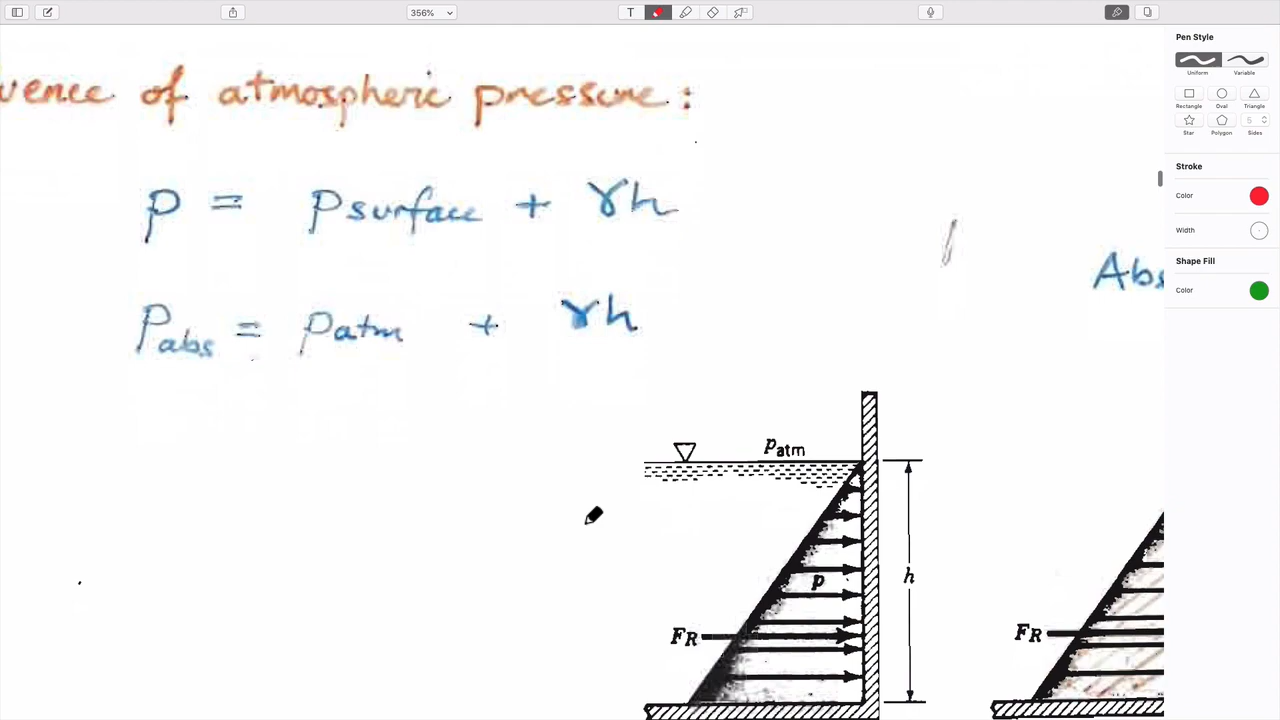 356%
T
Pen Style
Uniform
Variable
Rectangle
Oval
Triangle
5
Star
Polygon
Sides
Stroke
Color
Width
Shape Fill
Color
of atmospheric pressure :
p = psurface + γh
Abs
Pabs = patm + γh
patm
p
h
FR
FR